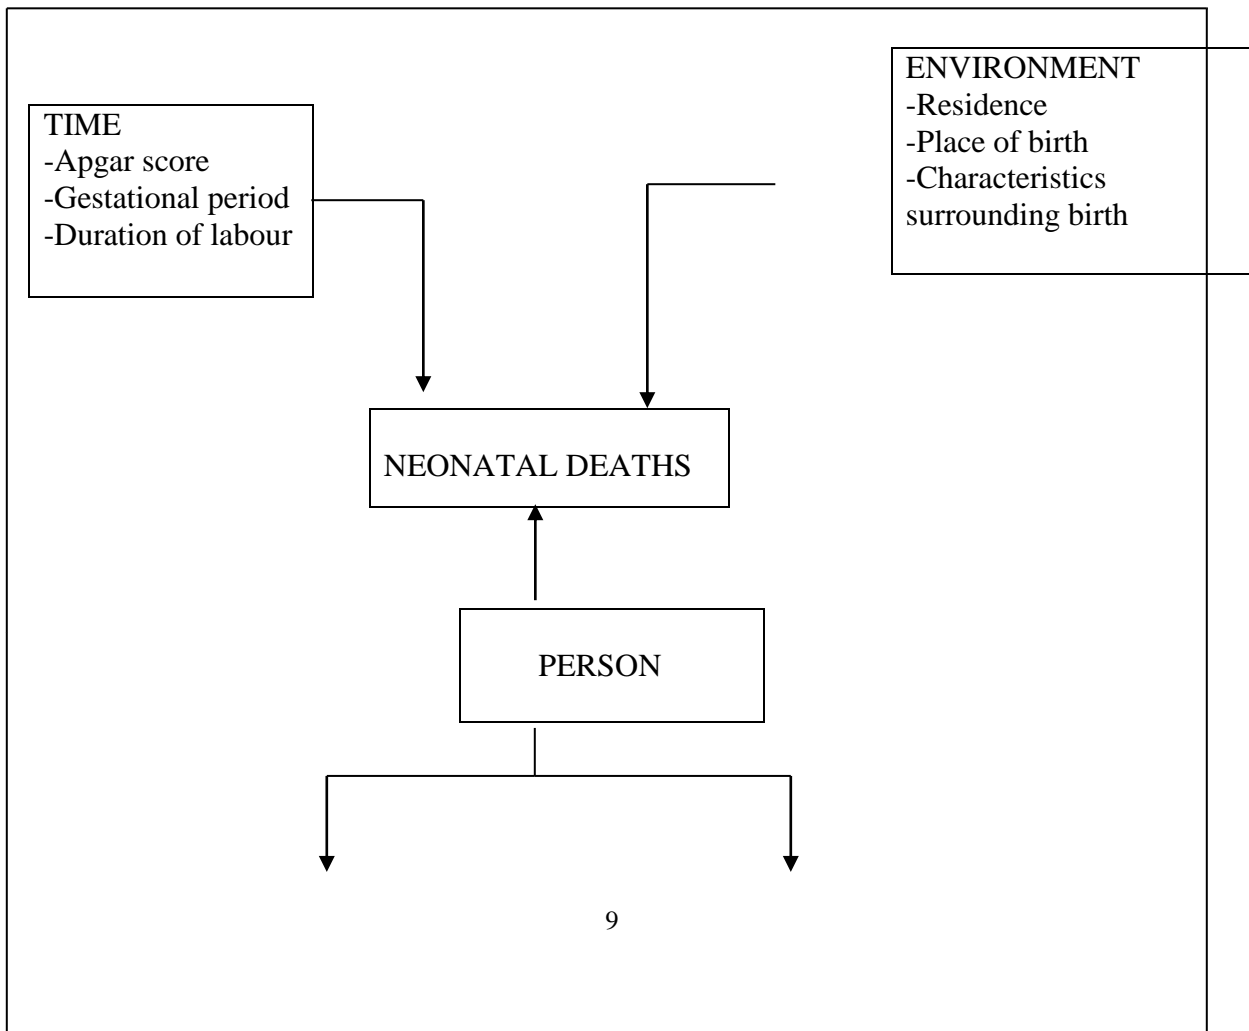 TIME
-Apgar score
-Gestational period
-Duration of labour
ENVIRONMENT
-Residence
-Place of birth
-Characteristics
surrounding birth
NEONATAL DEATHS
PERSON
9